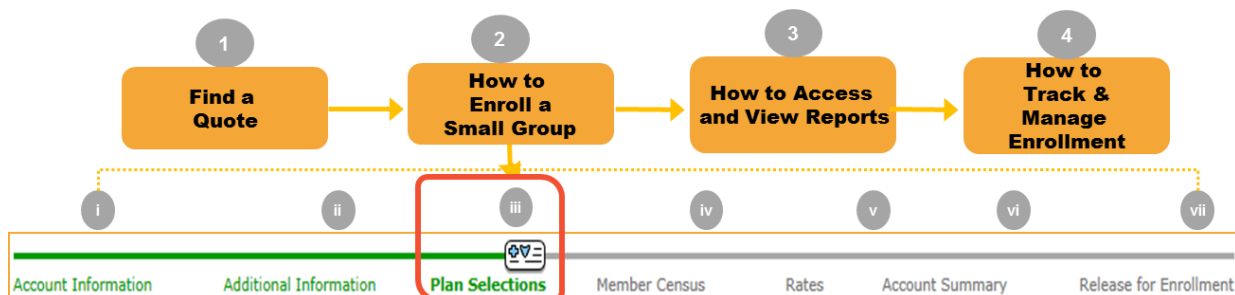 1
2
3
4
Find a
Quote
How to
Enroll a
Small Group
How to Access
and View Reports
How to
Track &
Manage
Enrollment
i
ii
iii
iv
v
vi
vii
Account Information
Additional Information
Plan Selections
Member Census
Rates
Account Summary
Release for Enrollment